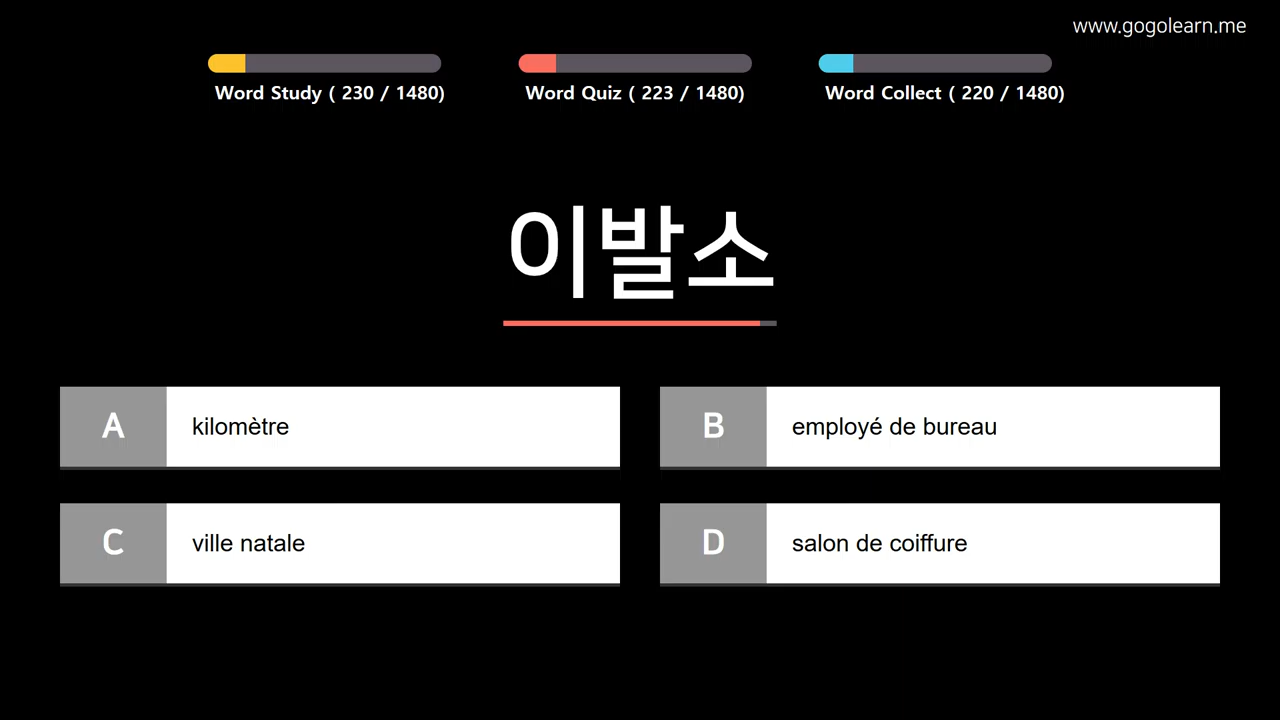 www.gogolearn.me
Word Study ( 230 / 1480)
Word Quiz ( 223 / 1480)
Word Collect ( 220 / 1480)
이발소
A kilomètre
B employé de bureau
C ville natale
D salon de coiffure